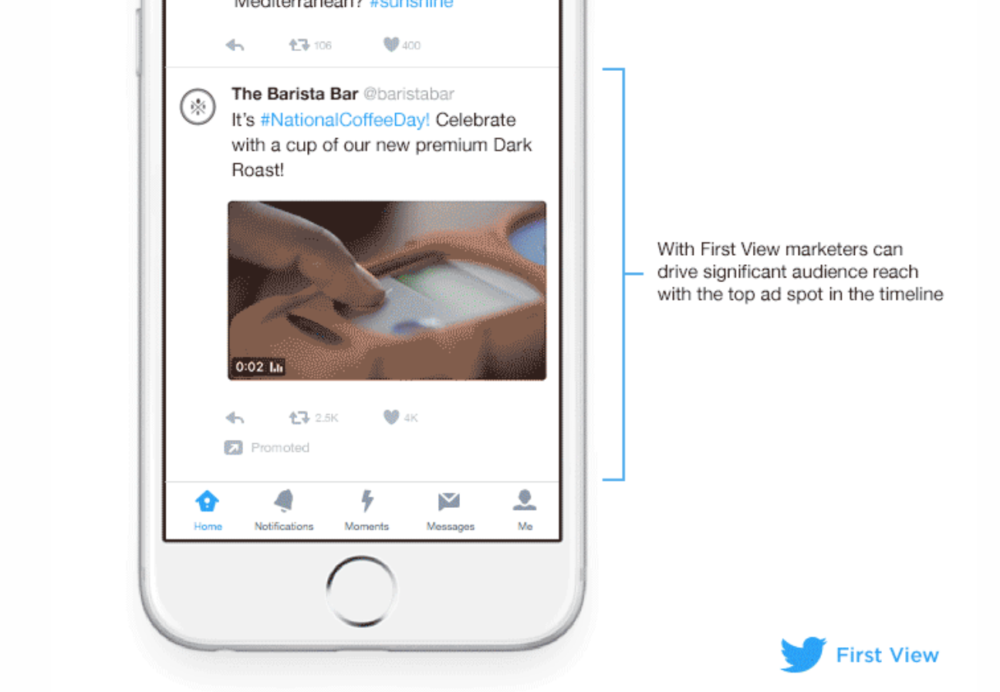 Mediterranean? #sunshine
106 400
The Barista Bar @baristabar
It's #NationalCoffeeDay! Celebrate
with a cup of our new premium Dark
Roast!
0:02
2.5K 4K
Promoted
Home Notifications Moments Messages Me
With First View marketers can
drive significant audience reach
with the top ad spot in the timeline
First View